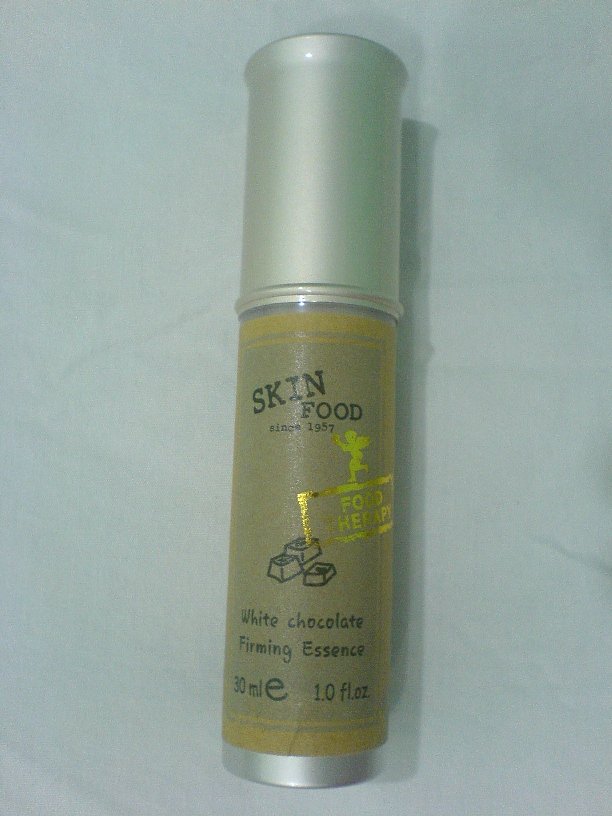 SKIN
FOOD
since 1957
FOOD
THERAPY
White chocolate
Firming Essence
30 ml e 1.0 fl.oz.